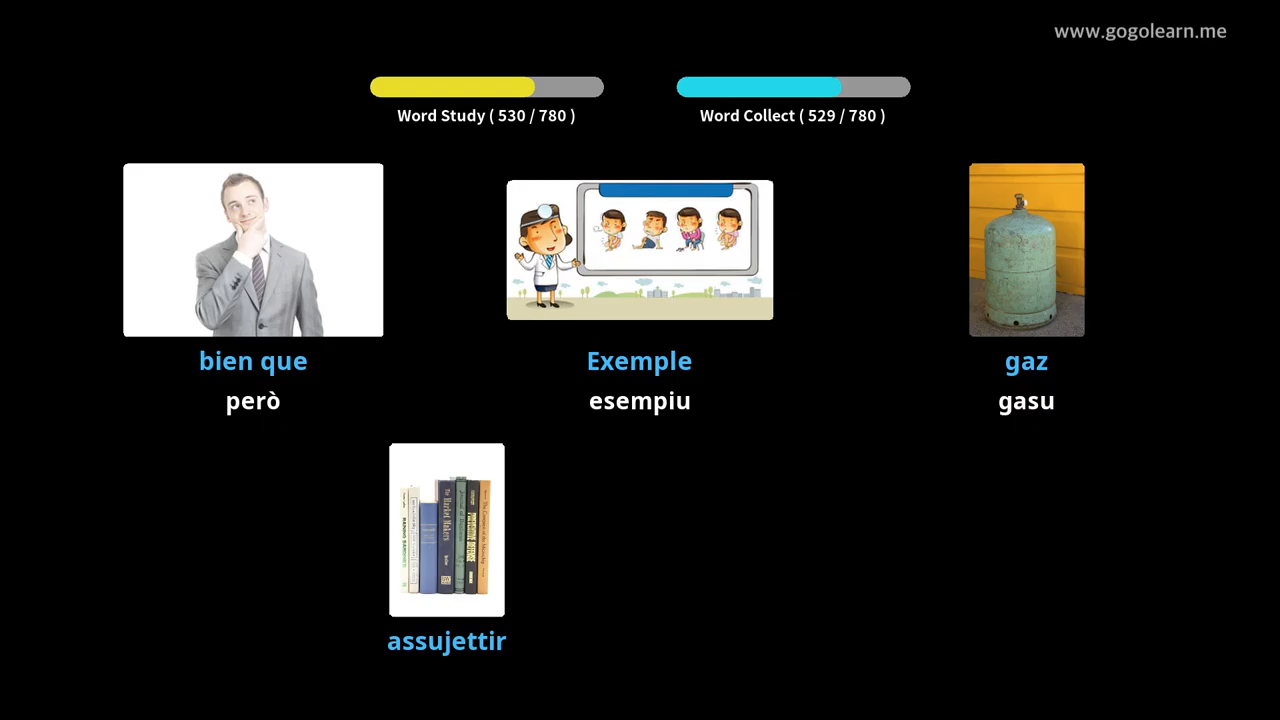 www.gogolearn.me
Word Study ( 530 / 780 )
Word Collect ( 529 / 780 )
bien que
Exemple
gaz
però
esempiu
gasu
assujettir